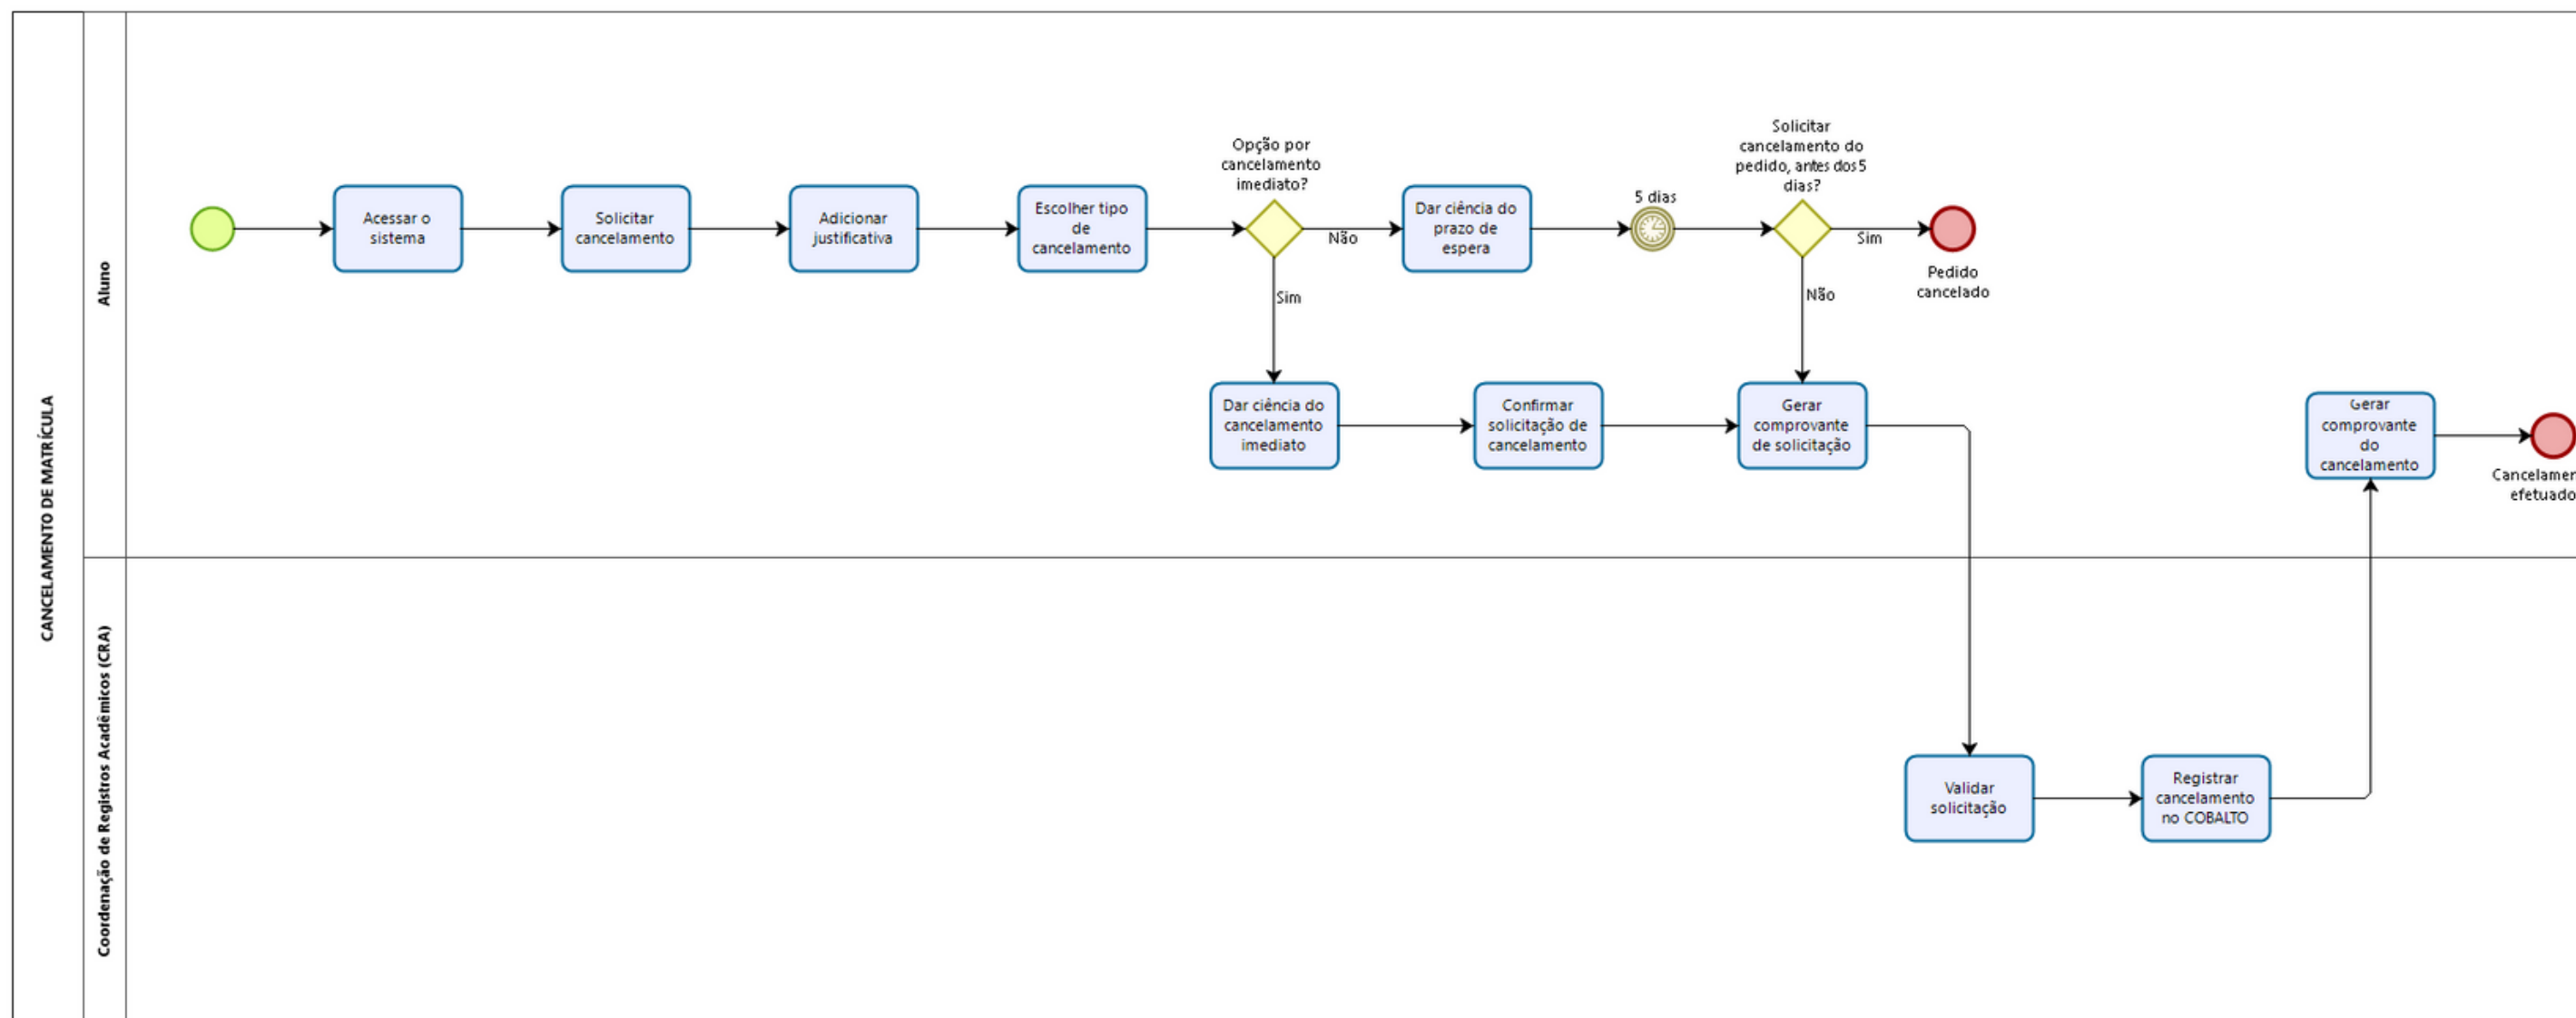 CANCELAMENTO DE MATRÍCULA
Aluno
Acessar o
sistema
Solicitar
cancelamento
Adicionar
justificativa
Escolher tipo
de
cancelamento
Opção por
cancelamento
imediato?
Não
Sim
Dar ciência do
prazo de
espera
5 dias
Solicitar
cancelamento do
pedido, antes dos5
dias?
Sim
Não
Pedido
cancelado
Dar ciência do
cancelamento
imediato
Confirmar
solicitação de
cancelamento
Gerar
comprovante
de solicitação
Gerar
comprovante
do
cancelamento
Cancelamen
efetuado
Coordenação de Registros Acadêmicos (CRA)
Validar
solicitação
Registrar
cancelamento
no COBALTO